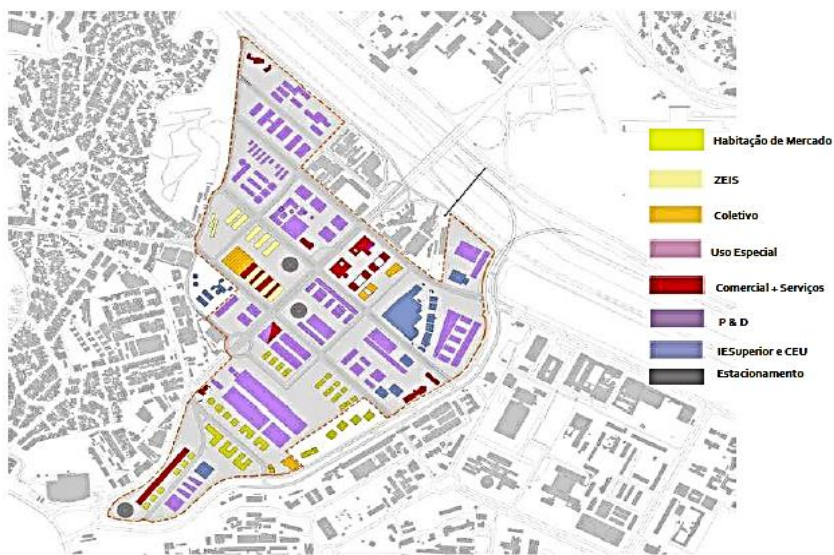 Habitação de Mercado
ZEIS
Coletivo
Uso Especial
Comercial + Serviços
P & D
IESuperior e CEU
Estacionamento